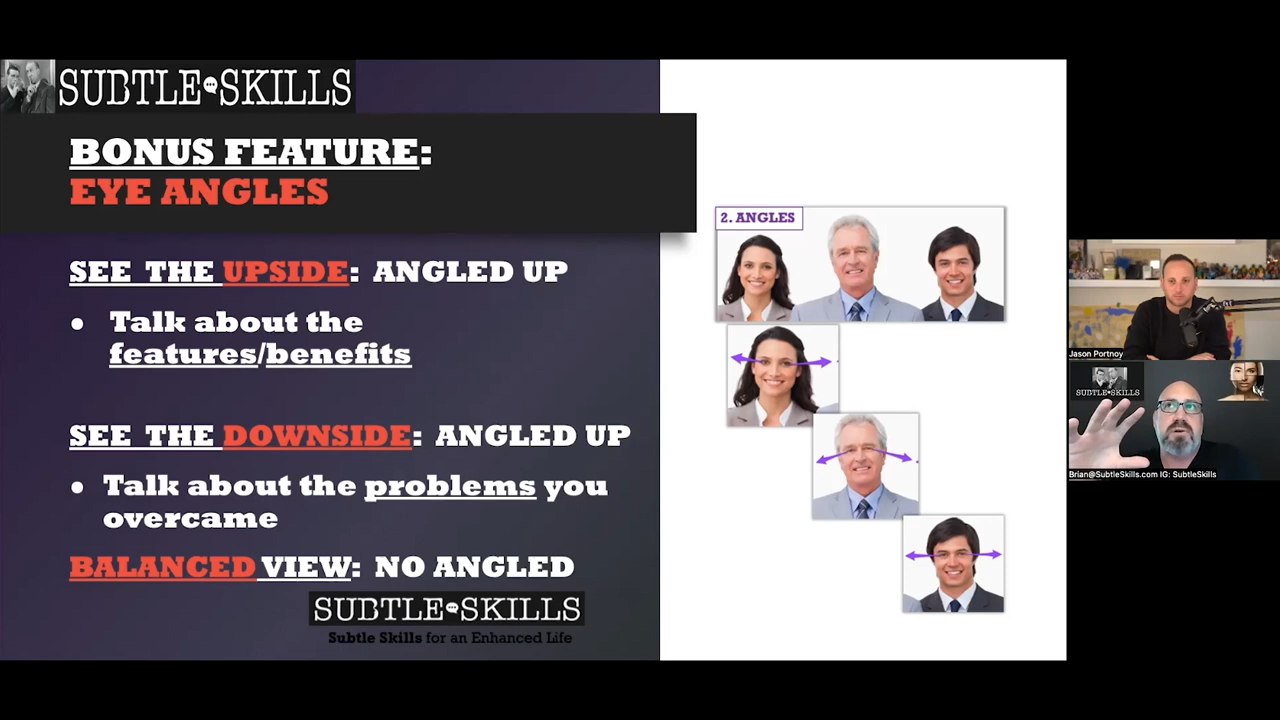 SUBTLE SKILLS
BONUS FEATURE:
EYE ANGLES
SEE THE UPSIDE: ANGLED UP
• Talk about the
features/benefits
SEE THE DOWNSIDE: ANGLED UP
• Talk about the problems you
overcame
BALANCED VIEW: NO ANGLED
SUBTLE SKILLS
Subtle Skills for an Enhanced Life
2. ANGLES
Jason Portnoy
SUBTLE SKILLS
Brian@SubtleSkills.com IG: SubtleSkills